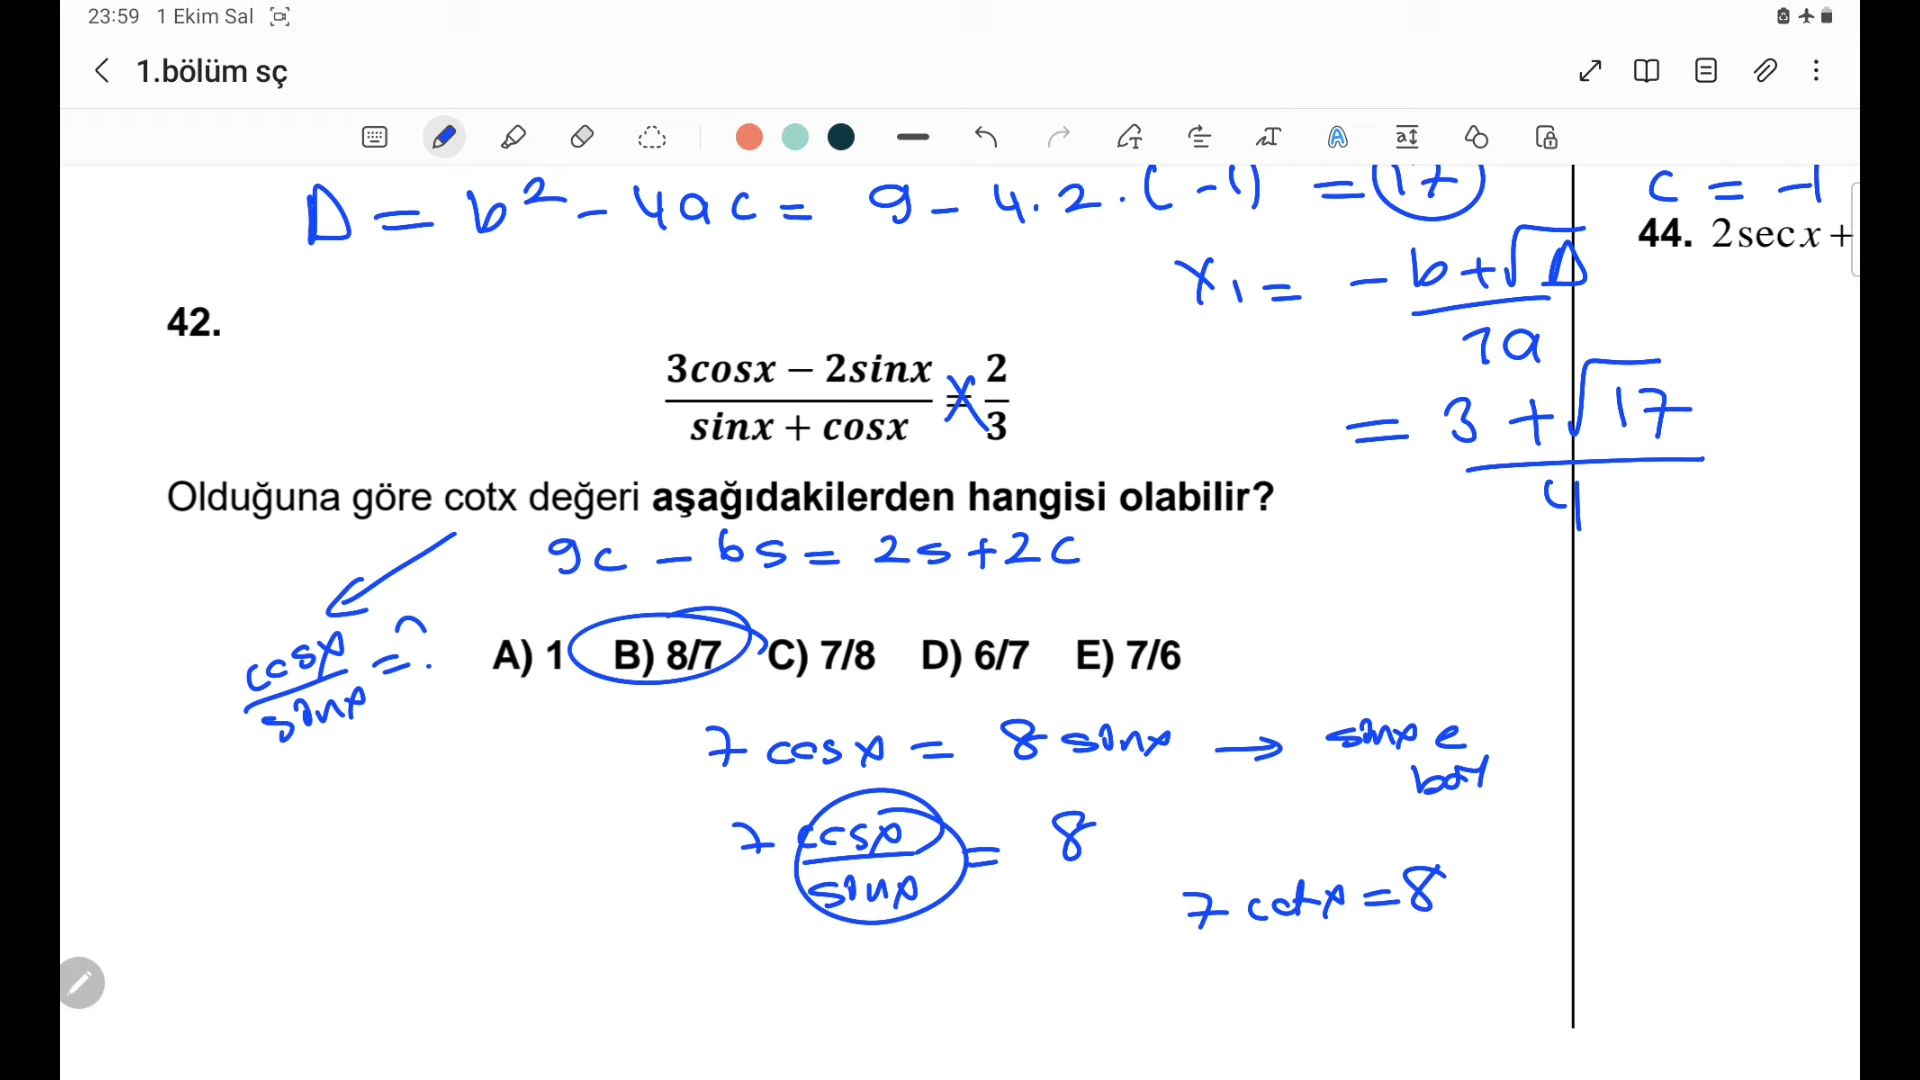 23:59 1 Ekim Sal
1.bölüm sç
D = b² - 4ac = 9 - 4.2.(-1) = 17
c = -1
44. 2secx+
x₁ = -b+√Δ
2a
= 3 + √17
4
42.
3cosx − 2sinx / sinx + cosx = 2/3
Olduğuna göre cotx değeri aşağıdakilerden hangisi olabilir?
9c - 6s = 2s+2c
cosx / sinx = ?
A) 1 B) 8/7 C) 7/8 D) 6/7 E) 7/6
7 cosx = 8 sinx → sinx e
böl
7 cosx / sinx = 8
7 cotx = 8